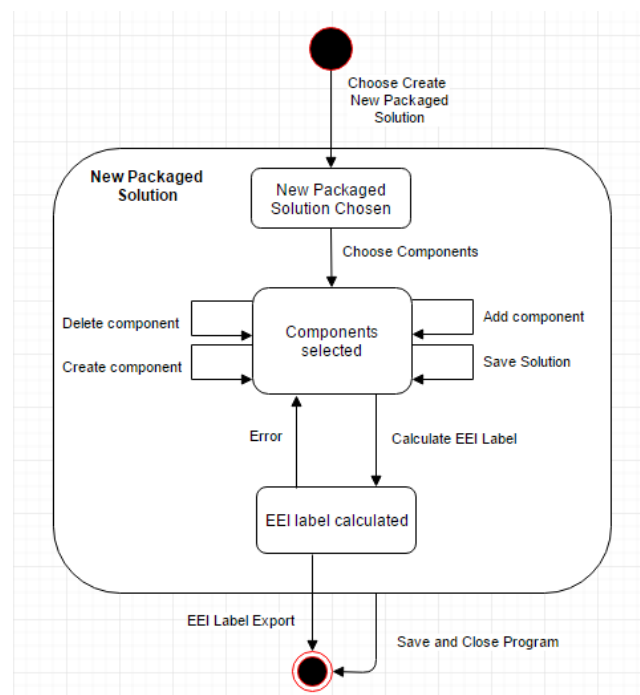 Choose Create
New Packaged
Solution
New Packaged
Solution
New Packaged
Solution Chosen
Choose Components
Delete component
Create component
Components
selected
Add component
Save Solution
Error
Calculate EEI Label
EEI label calculated
EEI Label Export
Save and Close Program